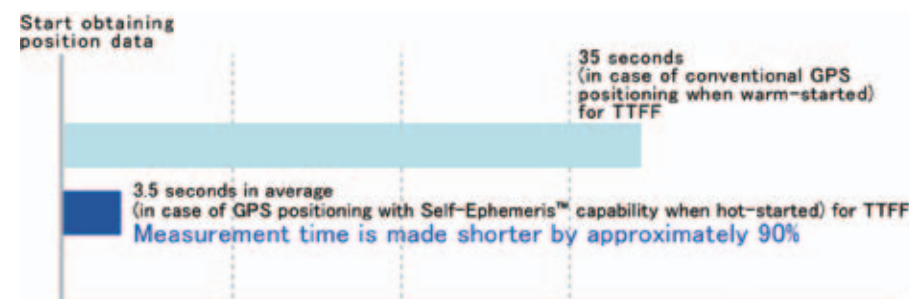 Start obtaining
position data
35 seconds
(in case of conventional GPS
positioning when warm-started)
for TTFF
3.5 seconds in average
(in case of GPS positioning with Self-Ephemeris™ capability when hot-started) for TTFF
Measurement time is made shorter by approximately 90%